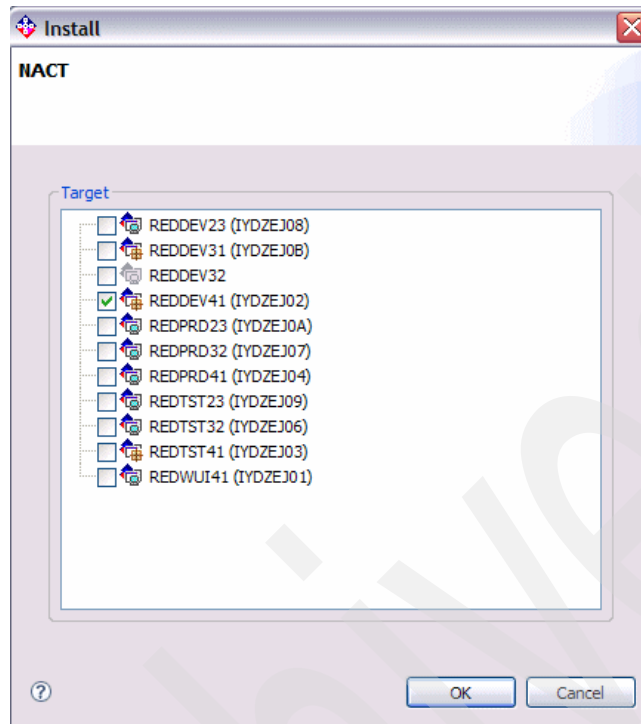 Install
NACT
Target
REDDEV23 (IYDZEJ08)
REDDEV31 (IYDZEJ0B)
REDDEV32
REDDEV41 (IYDZEJ02)
REDPRD23 (IYDZEJ0A)
REDPRD32 (IYDZEJ07)
REDPRD41 (IYDZEJ04)
REDTST23 (IYDZEJ09)
REDTST32 (IYDZEJ06)
REDTST41 (IYDZEJ03)
REDWUI41 (IYDZEJ01)
? OK Cancel